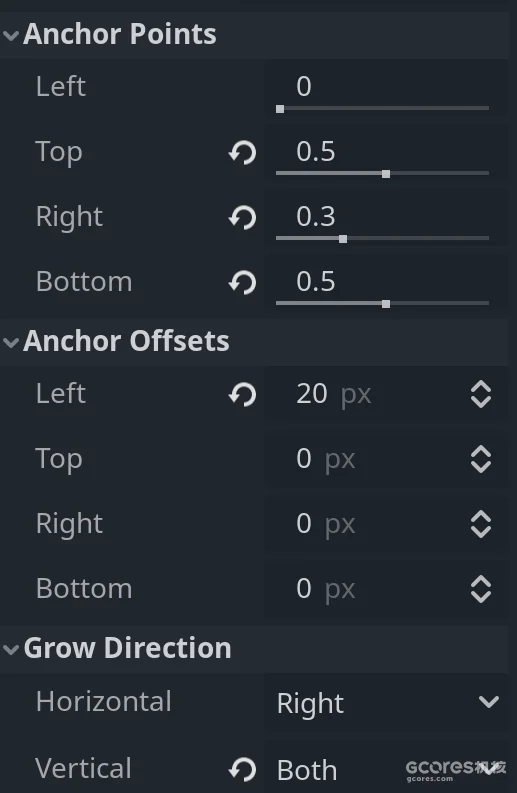 Anchor Points
Left 0
Top 0.5
Right 0.3
Bottom 0.5
Anchor Offsets
Left 20 px
Top 0 px
Right 0 px
Bottom 0 px
Grow Direction
Horizontal Right
Vertical Both
GCORES机核
gcores.com